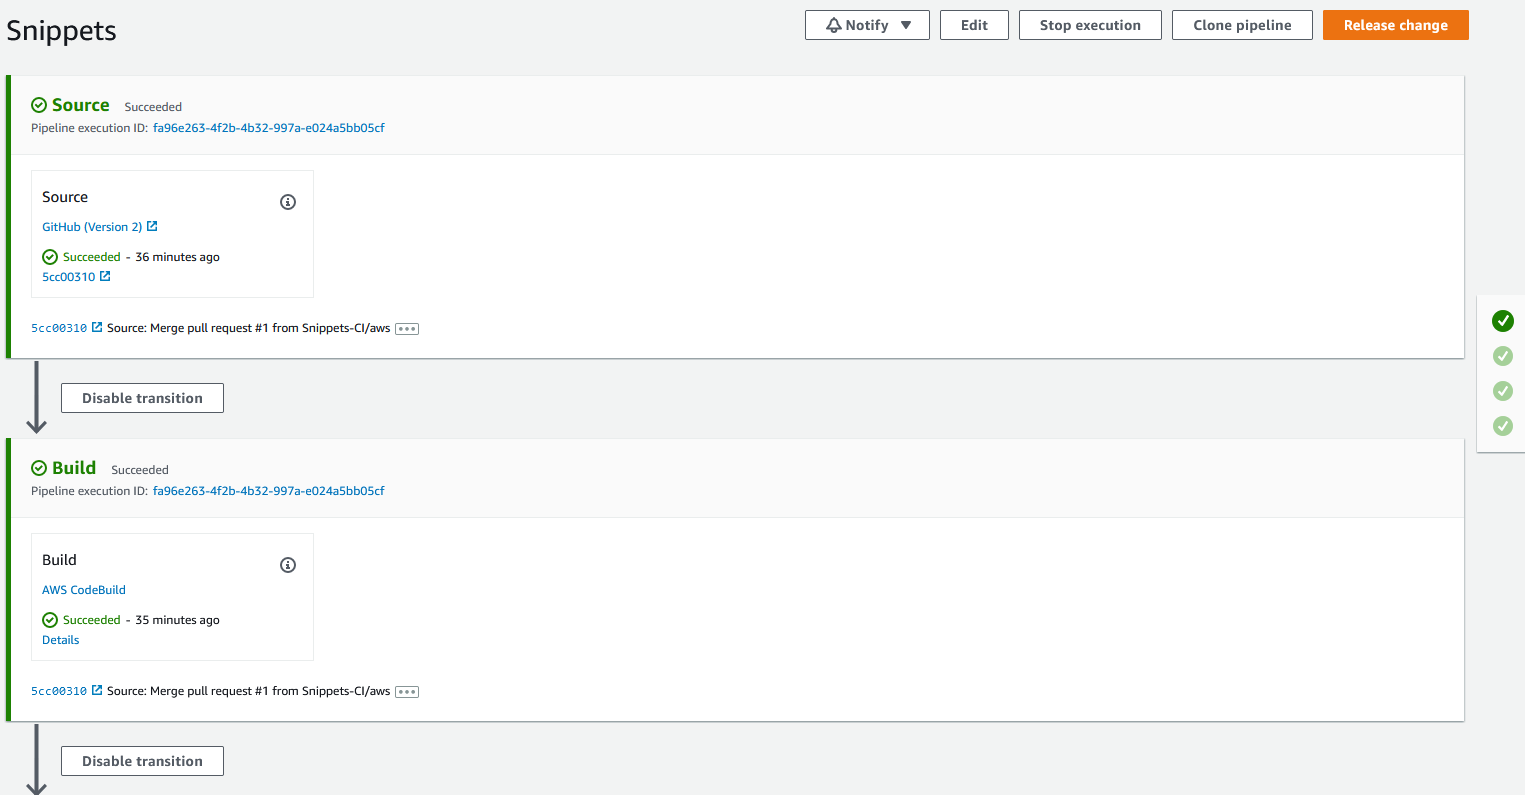 Snippets
Notify
Edit
Stop execution
Clone pipeline
Release change
Source Succeeded
Pipeline execution ID: fa96e263-4f2b-4b32-997a-e024a5bb05cf
Source
GitHub (Version 2)
Succeeded - 36 minutes ago
5cc00310
5cc00310 Source: Merge pull request #1 from Snippets-CI/aws
Disable transition
Build Succeeded
Pipeline execution ID: fa96e263-4f2b-4b32-997a-e024a5bb05cf
Build
AWS CodeBuild
Succeeded - 35 minutes ago
Details
5cc00310 Source: Merge pull request #1 from Snippets-CI/aws
Disable transition